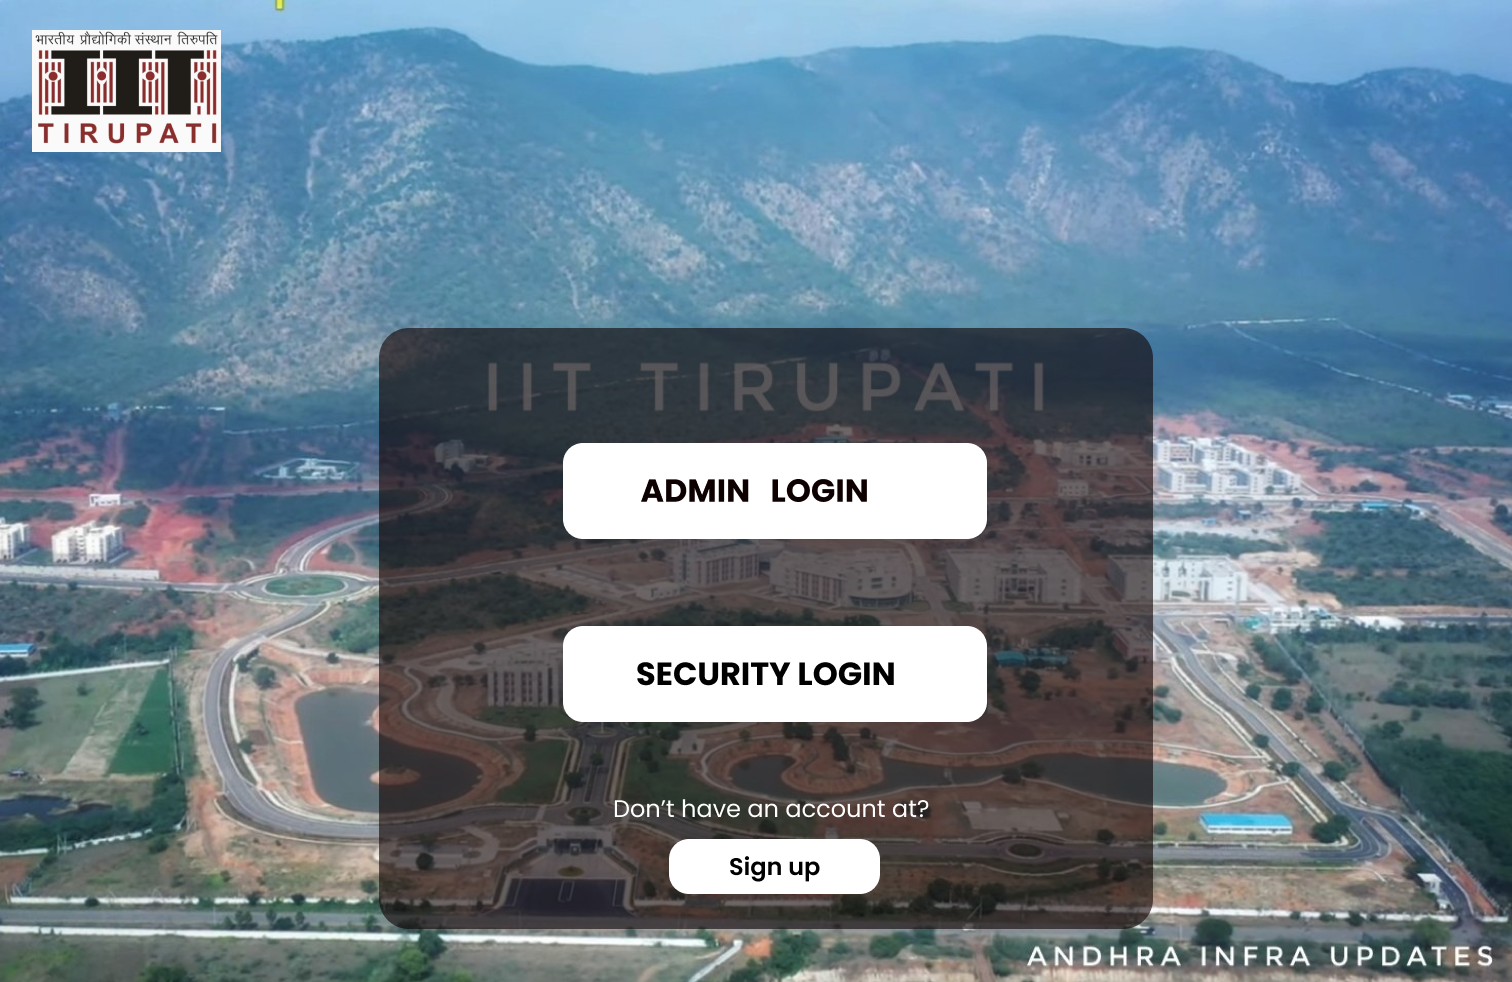 भारतीय प्रौद्योगिकी संस्थान तिरुपति
IIT
TIRUPATI
IIT TIRUPATI
ADMIN LOGIN
SECURITY LOGIN
Don’t have an account at?
Sign up
ANDHRA INFRA UPDATES